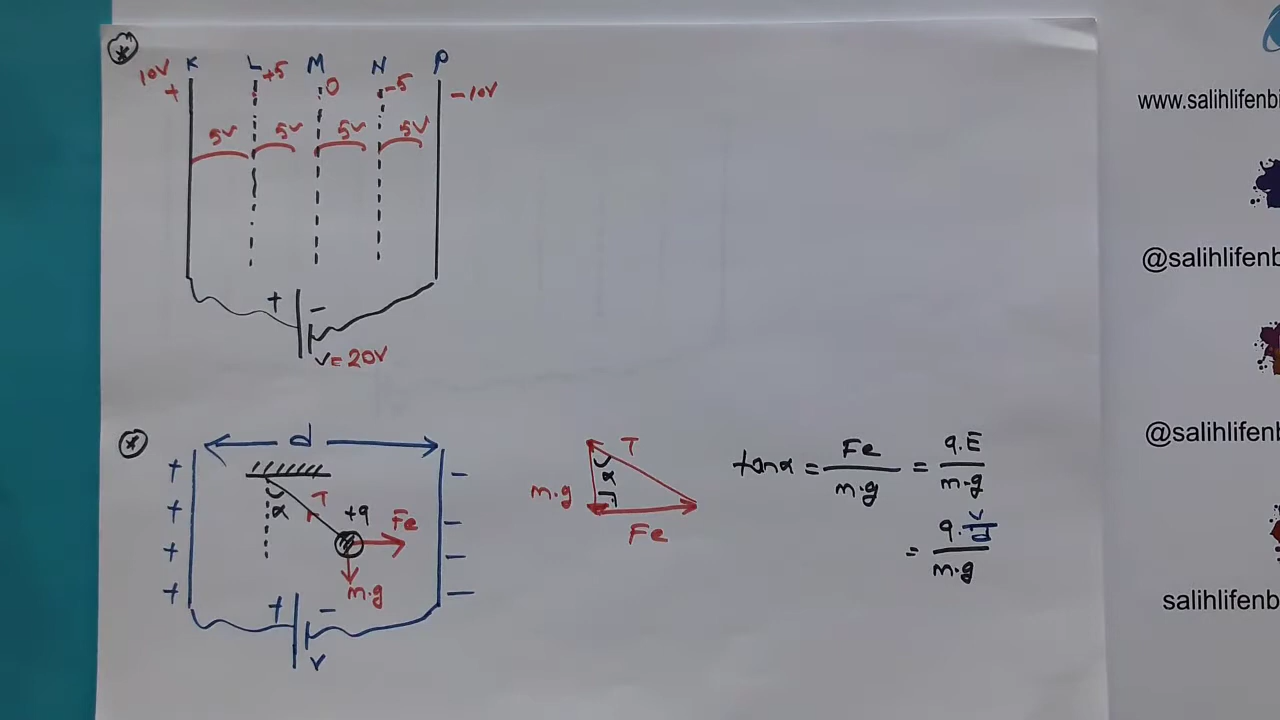 K L M N P
10V +5 0 -5 -10V
+
5V 5V 5V 5V
+ -
V=20V
d
+ -
+ -
+ -
+ -
α T +q Fe
m.g
+ -
V
T
α
m.g
Fe
tanα = Fe / m.g = q.E / m.g
= q.V/d / m.g
www.salihlifenbi
@salihlifenb
@salihlifenb
salihlifenb